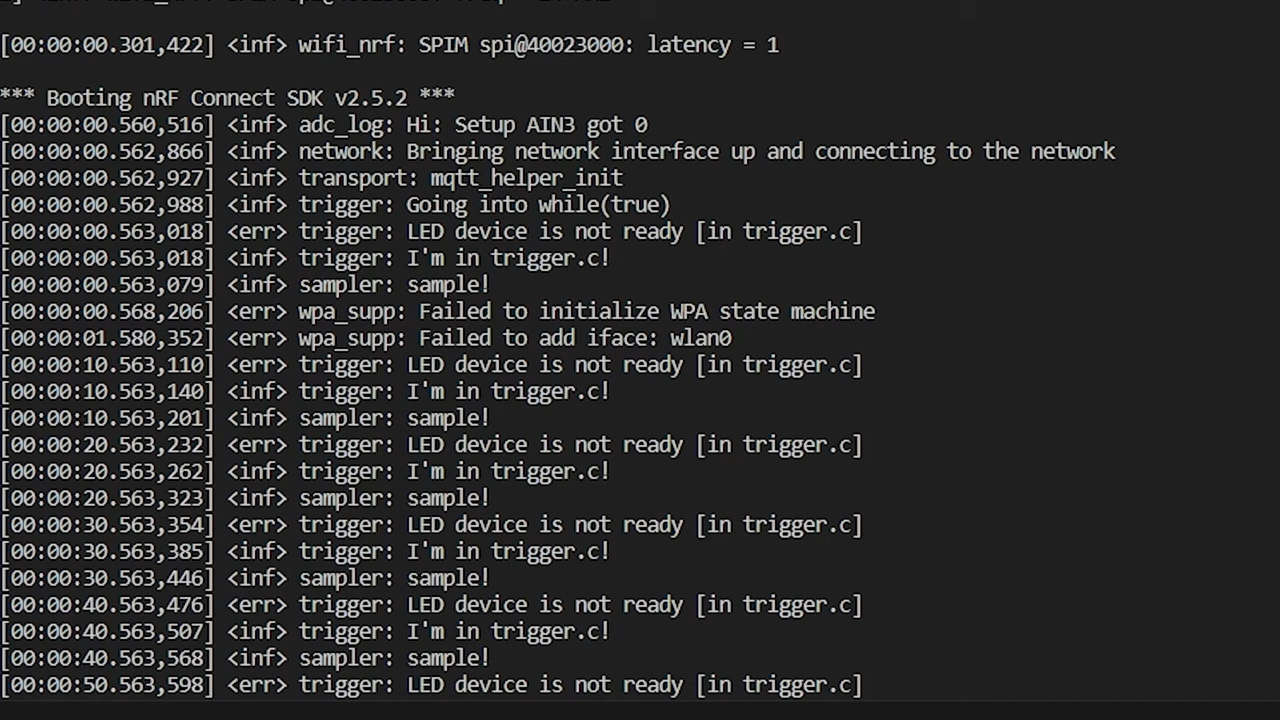 [00:00:00.301,422] <inf> wifi_nrf: SPIM spi@40023000: latency = 1
*** Booting nRF Connect SDK v2.5.2 ***
[00:00:00.560,516] <inf> adc_log: Hi: Setup AIN3 got 0
[00:00:00.562,866] <inf> network: Bringing network interface up and connecting to the network
[00:00:00.562,927] <inf> transport: mqtt_helper_init
[00:00:00.562,988] <inf> trigger: Going into while(true)
[00:00:00.563,018] <err> trigger: LED device is not ready [in trigger.c]
[00:00:00.563,018] <inf> trigger: I'm in trigger.c!
[00:00:00.563,079] <inf> sampler: sample!
[00:00:00.568,206] <err> wpa_supp: Failed to initialize WPA state machine
[00:00:01.580,352] <err> wpa_supp: Failed to add iface: wlan0
[00:00:10.563,110] <err> trigger: LED device is not ready [in trigger.c]
[00:00:10.563,140] <inf> trigger: I'm in trigger.c!
[00:00:10.563,201] <inf> sampler: sample!
[00:00:20.563,232] <err> trigger: LED device is not ready [in trigger.c]
[00:00:20.563,262] <inf> trigger: I'm in trigger.c!
[00:00:20.563,323] <inf> sampler: sample!
[00:00:30.563,354] <err> trigger: LED device is not ready [in trigger.c]
[00:00:30.563,385] <inf> trigger: I'm in trigger.c!
[00:00:30.563,446] <inf> sampler: sample!
[00:00:40.563,476] <err> trigger: LED device is not ready [in trigger.c]
[00:00:40.563,507] <inf> trigger: I'm in trigger.c!
[00:00:40.563,568] <inf> sampler: sample!
[00:00:50.563,598] <err> trigger: LED device is not ready [in trigger.c]